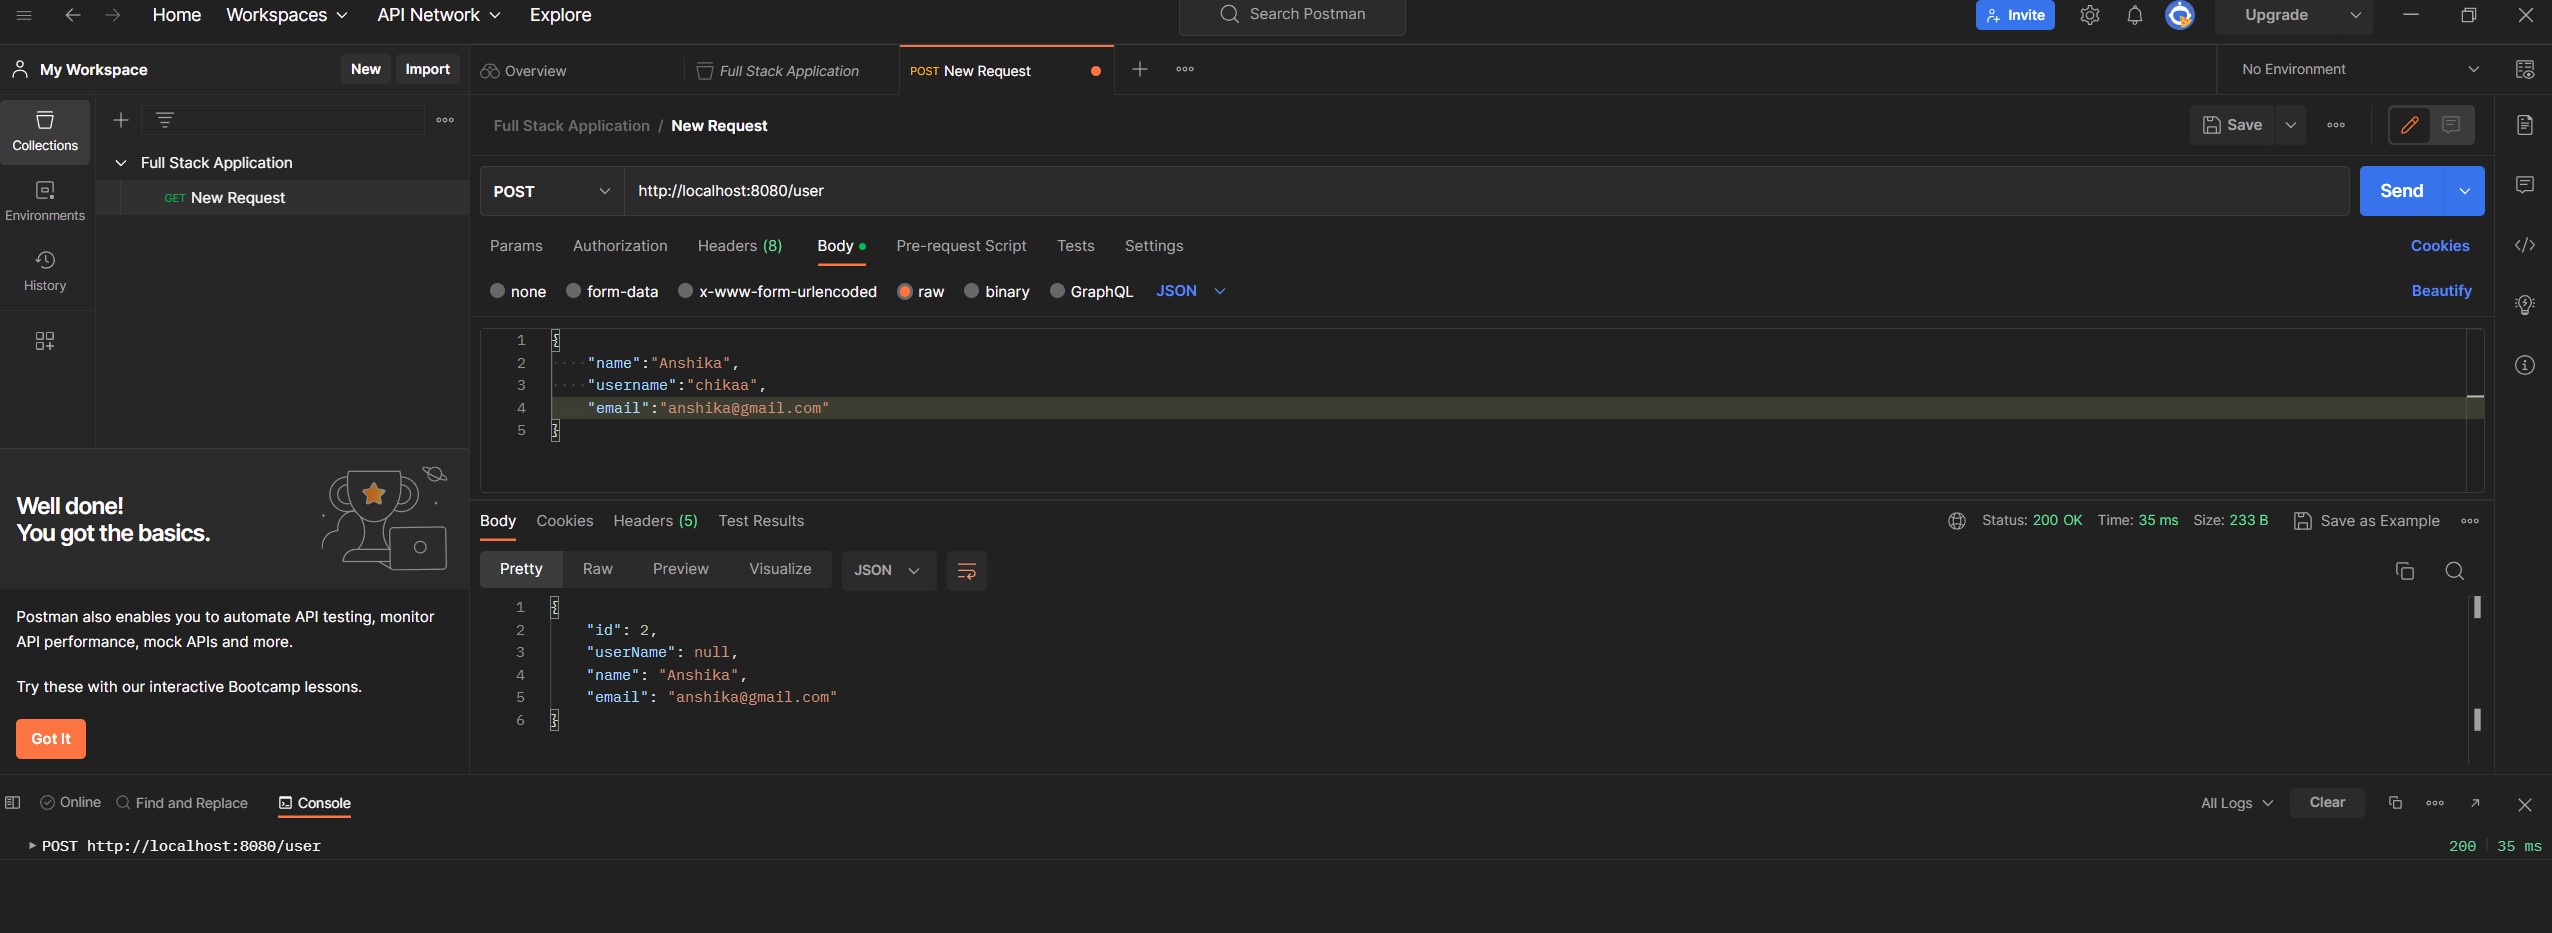 Home Workspaces API Network Explore Search Postman Invite Upgrade
My Workspace New Import Overview Full Stack Application POST New Request No Environment
Collections
Environments
History
Full Stack Application
GET New Request
Full Stack Application / New Request Save
POST http://localhost:8080/user Send
Params Authorization Headers (8) Body Pre-request Script Tests Settings Cookies
none form-data x-www-form-urlencoded raw binary GraphQL JSON Beautify
1 {
2 "name":"Anshika",
3 "username":"chikaa",
4 "email":"anshika@gmail.com"
5 }
Well done!
You got the basics.
Postman also enables you to automate API testing, monitor
API performance, mock APIs and more.
Try these with our interactive Bootcamp lessons.
Got It
Body Cookies Headers (5) Test Results Status: 200 OK Time: 35 ms Size: 233 B Save as Example
Pretty Raw Preview Visualize JSON
1 {
2 "id": 2,
3 "userName": null,
4 "name": "Anshika",
5 "email": "anshika@gmail.com"
6 }
Online Find and Replace Console All Logs Clear
POST http://localhost:8080/user 200 35 ms